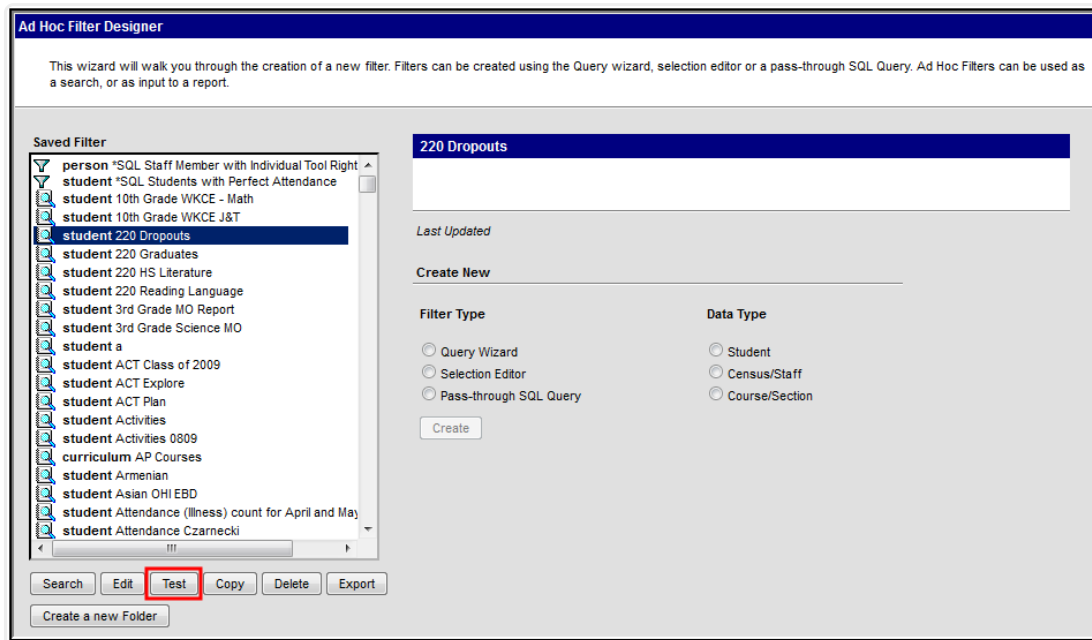 Ad Hoc Filter Designer
This wizard will walk you through the creation of a new filter. Filters can be created using the Query wizard, selection editor or a pass-through SQL Query. Ad Hoc Filters can be used as
a search, or as input to a report.
Saved Filter
person *SQL Staff Member with Individual Tool Right
student *SQL Students with Perfect Attendance
student 10th Grade WKCE - Math
student 10th Grade WKCE J&T
student 220 Dropouts
student 220 Graduates
student 220 HS Literature
student 220 Reading Language
student 3rd Grade MO Report
student 3rd Grade Science MO
student a
student ACT Class of 2009
student ACT Explore
student ACT Plan
student Activities
student Activities 0809
curriculum AP Courses
student Armenian
student Asian OHI EBD
student Attendance (Illness) count for April and May
student Attendance Czarnecki
Search Edit Test Copy Delete Export
Create a new Folder
220 Dropouts
Last Updated
Create New
Filter Type Data Type
Query Wizard Student
Selection Editor Census/Staff
Pass-through SQL Query Course/Section
Create